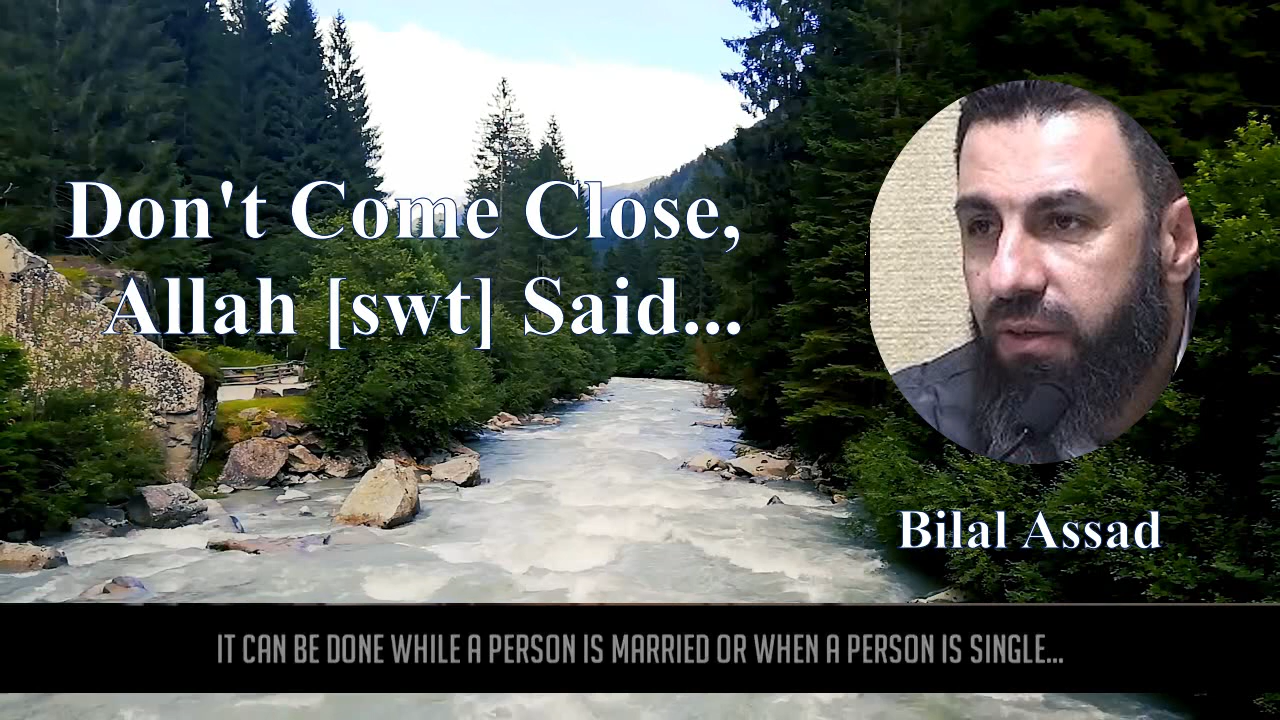 Don't Come Close,
Allah [swt] Said...
Bilal Assad
IT CAN BE DONE WHILE A PERSON IS MARRIED OR WHEN A PERSON IS SINGLE...